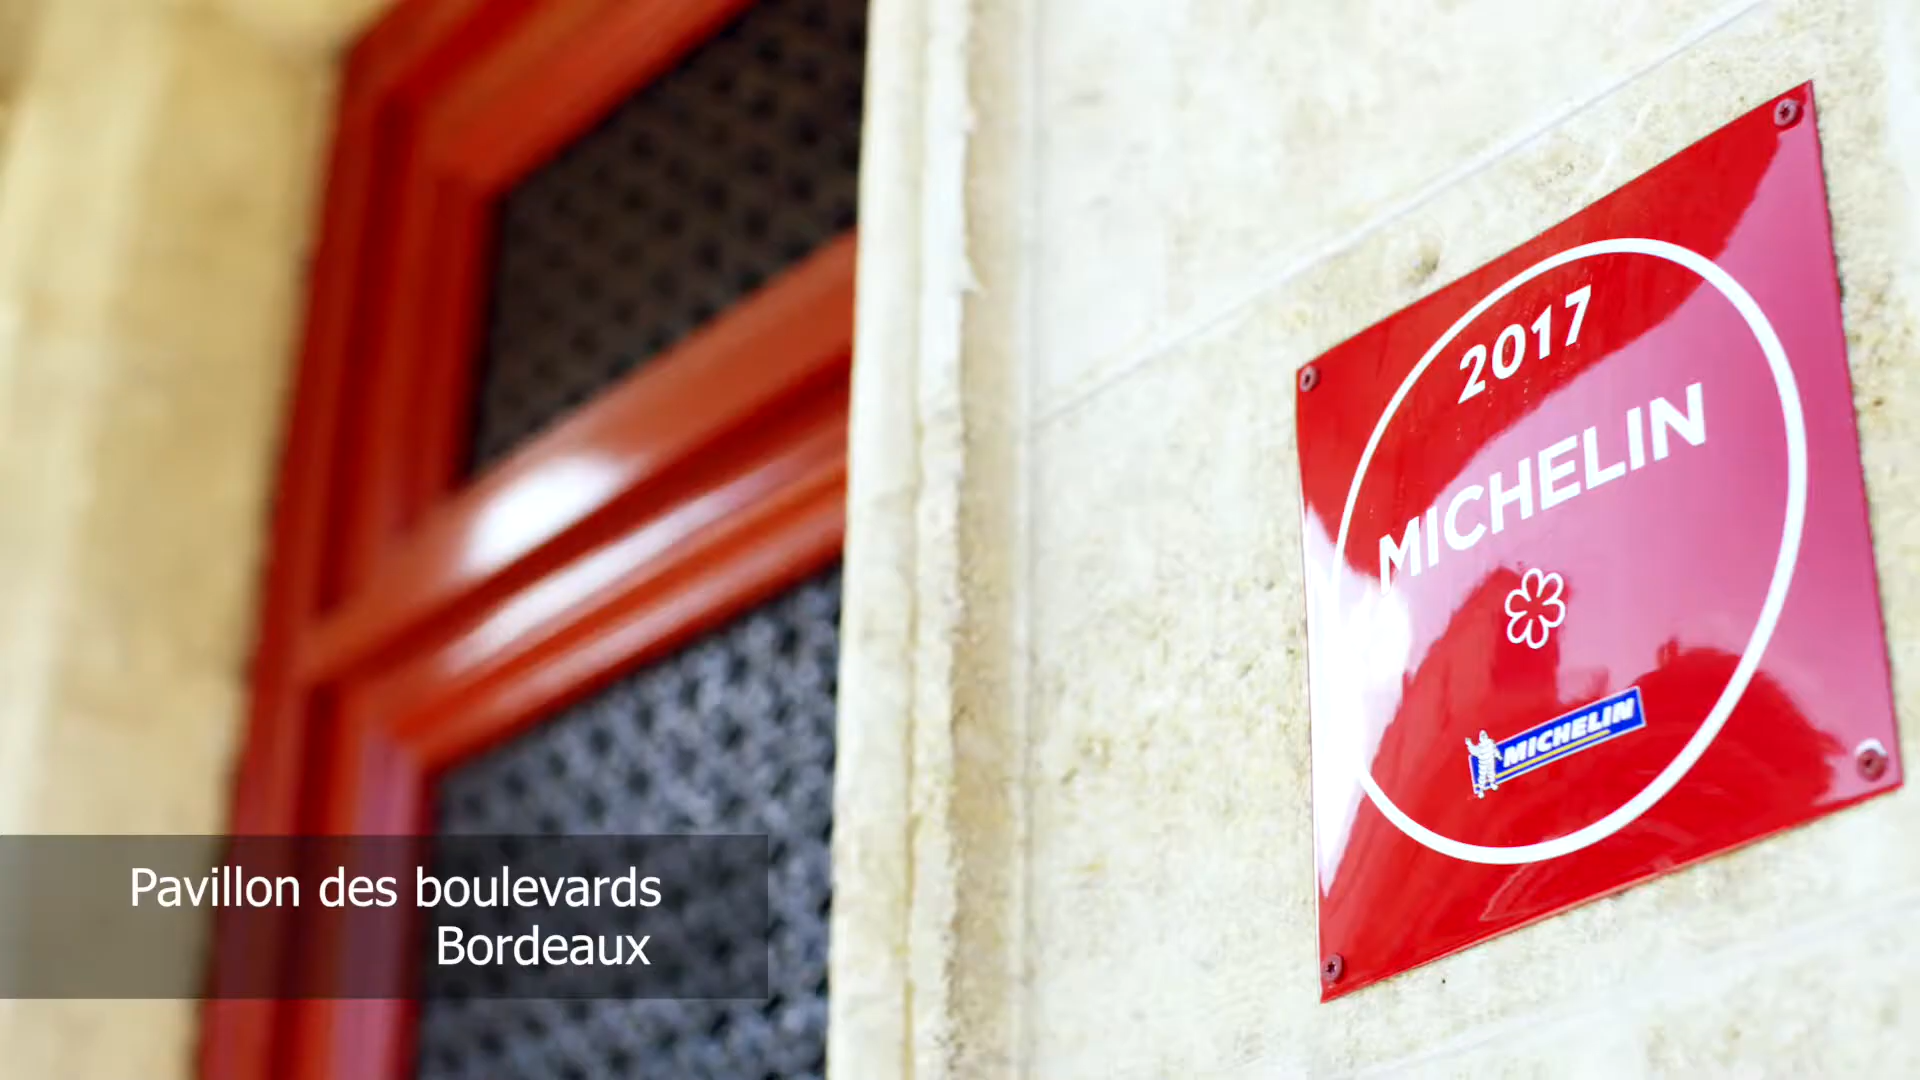 2017
MICHELIN
MICHELIN
Pavillon des boulevards
Bordeaux